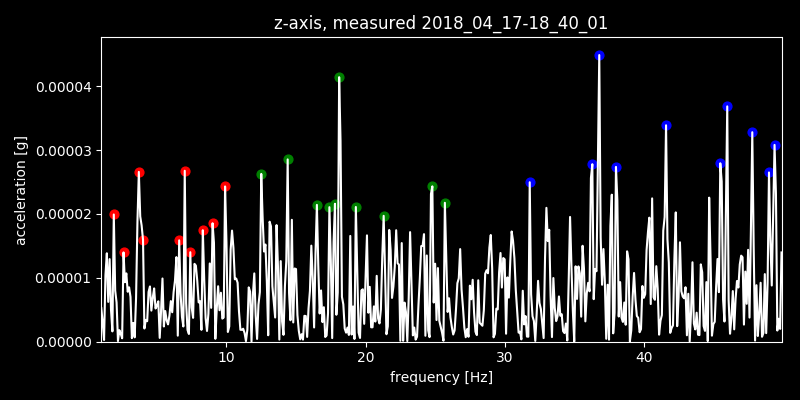 z-axis, measured 2018_04_17-18_40_01
0.00004
0.00003
0.00002
0.00001
0.00000
acceleration [g]
10 20 30 40
frequency [Hz]